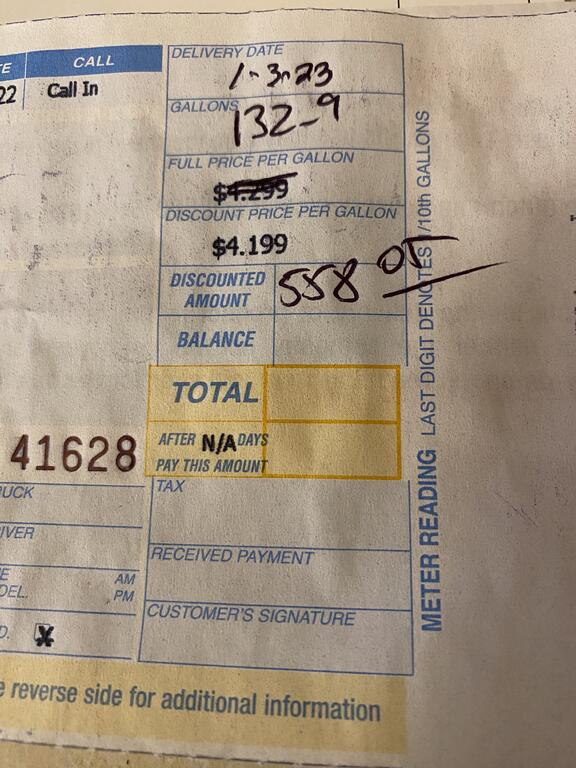 TE CALL
22 Call In
DELIVERY DATE
1-3-23
GALLONS
132-9
FULL PRICE PER GALLON
$4.299
DISCOUNT PRICE PER GALLON
$4.199
DISCOUNTED
AMOUNT
558 05
BALANCE
TOTAL
AFTER N/A DAYS
PAY THIS AMOUNT
41628
TAX
UCK
IVER
RECEIVED PAYMENT
E AM
DEL. PM
CUSTOMER'S SIGNATURE
D. X
METER READING LAST DIGIT DENOTES 1/10th GALLONS
e reverse side for additional information